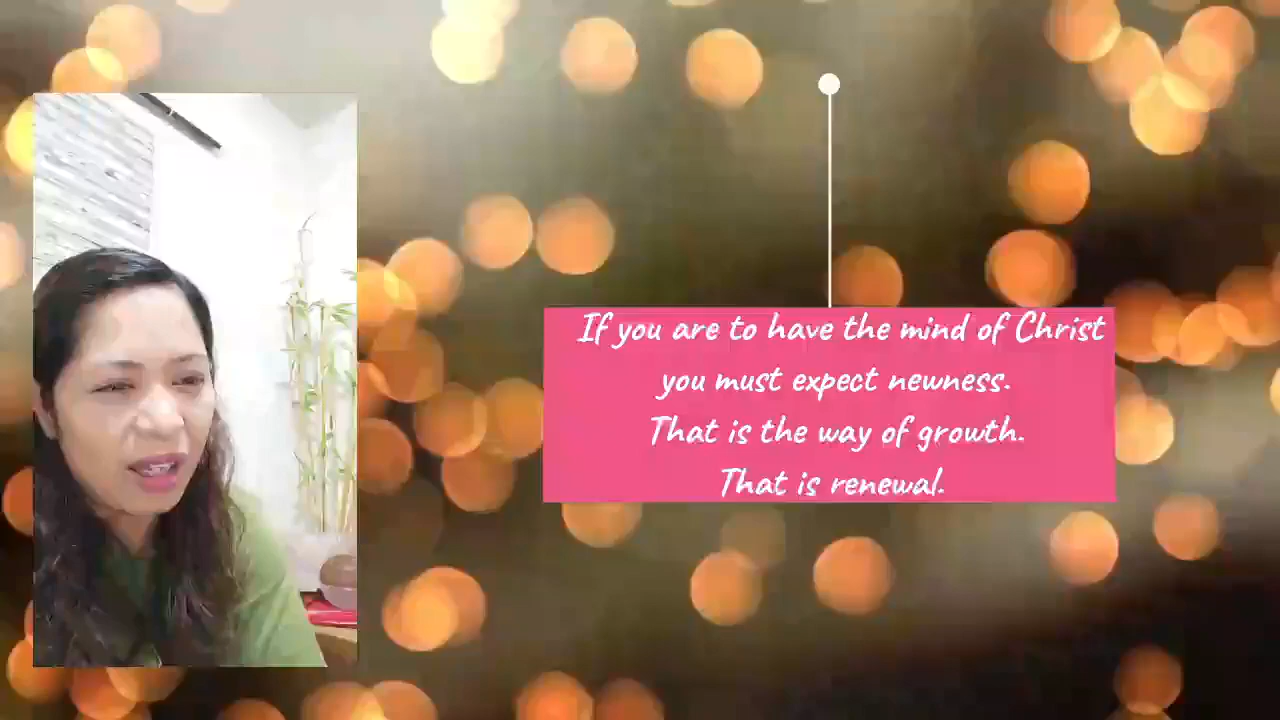 If you are to have the mind of Christ
you must expect newness.
That is the way of growth.
That is renewal.